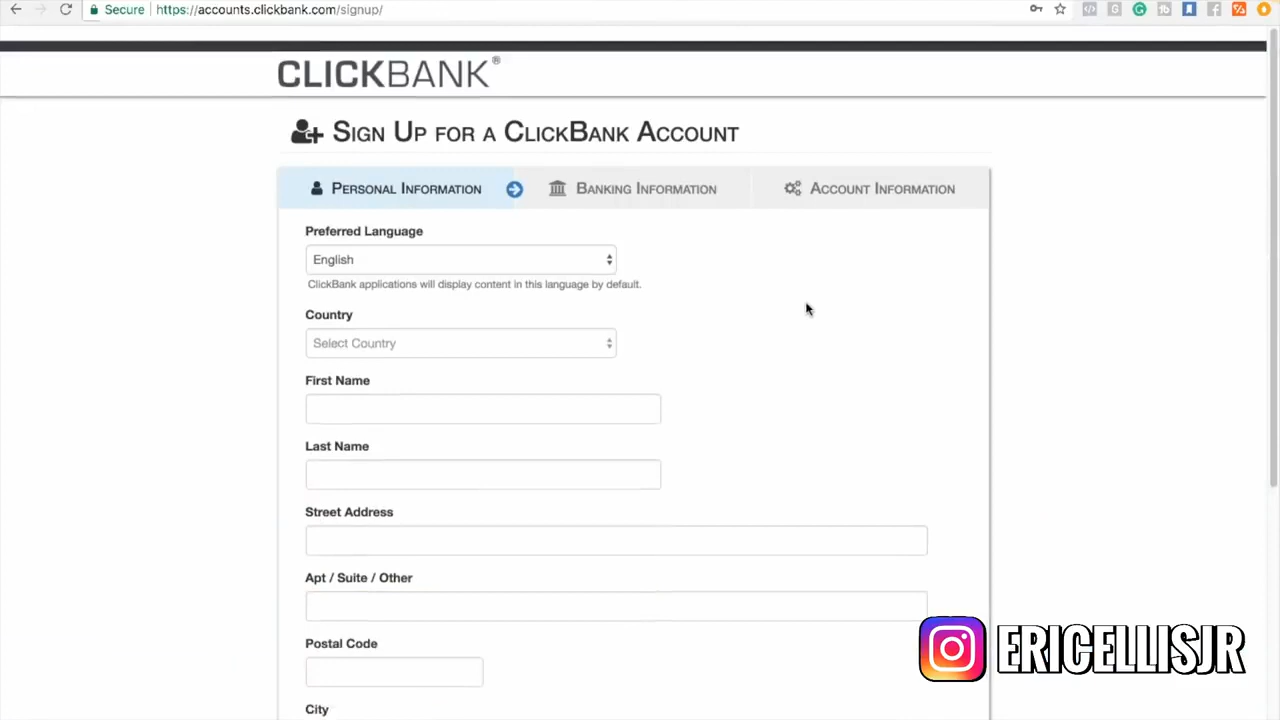 Secure https://accounts.clickbank.com/signup/
CLICKBANK®
Sign Up for a ClickBank Account
Personal Information
Banking Information
Account Information
Preferred Language
English
ClickBank applications will display content in this language by default.
Country
Select Country
First Name
Last Name
Street Address
Apt / Suite / Other
Postal Code
City
ERICELLISJR